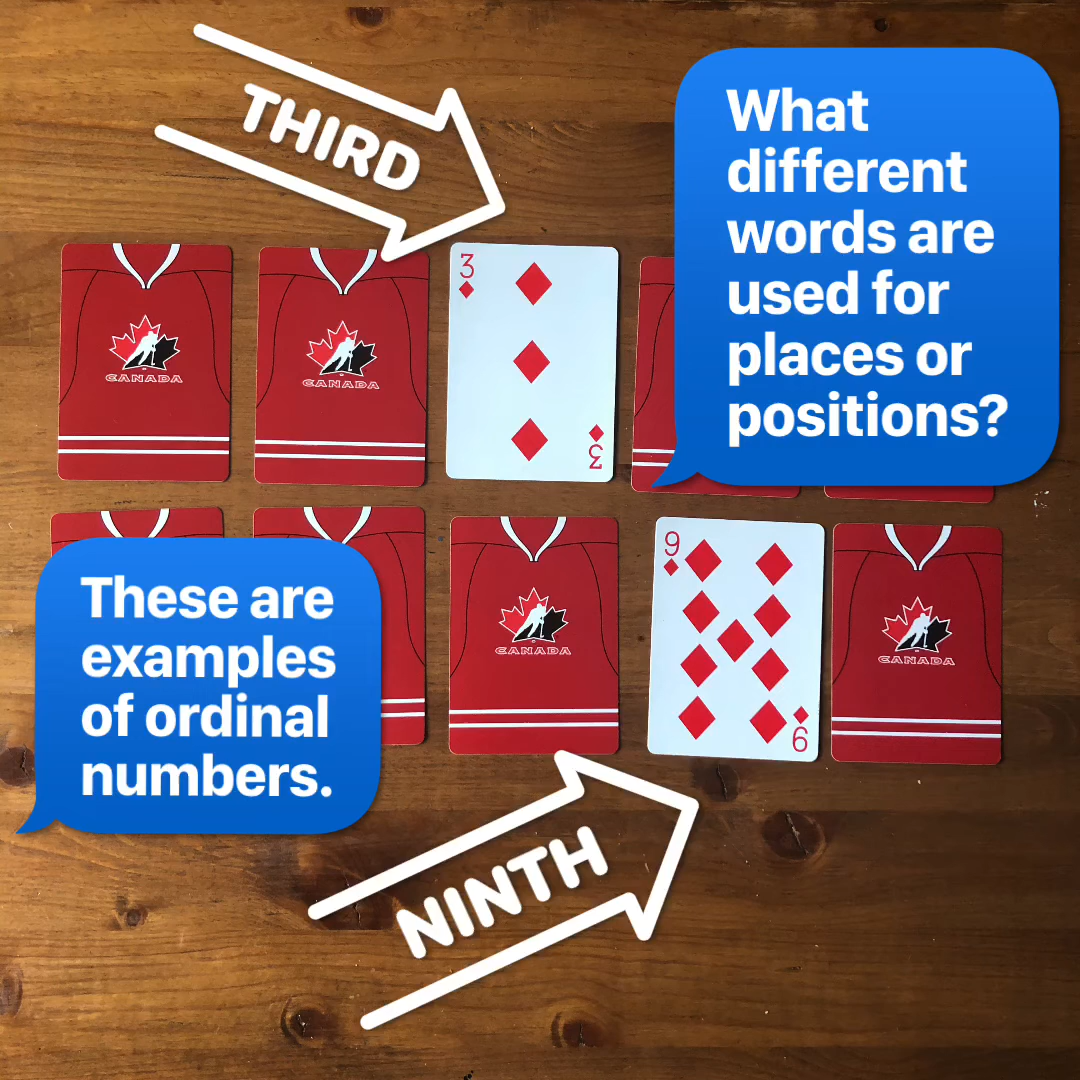 THIRD
What
different
words are
used for
places or
positions?
CANADA
CANADA
3
3
These are
examples
of ordinal
numbers.
CANADA
9
9
CANADA
NINTH